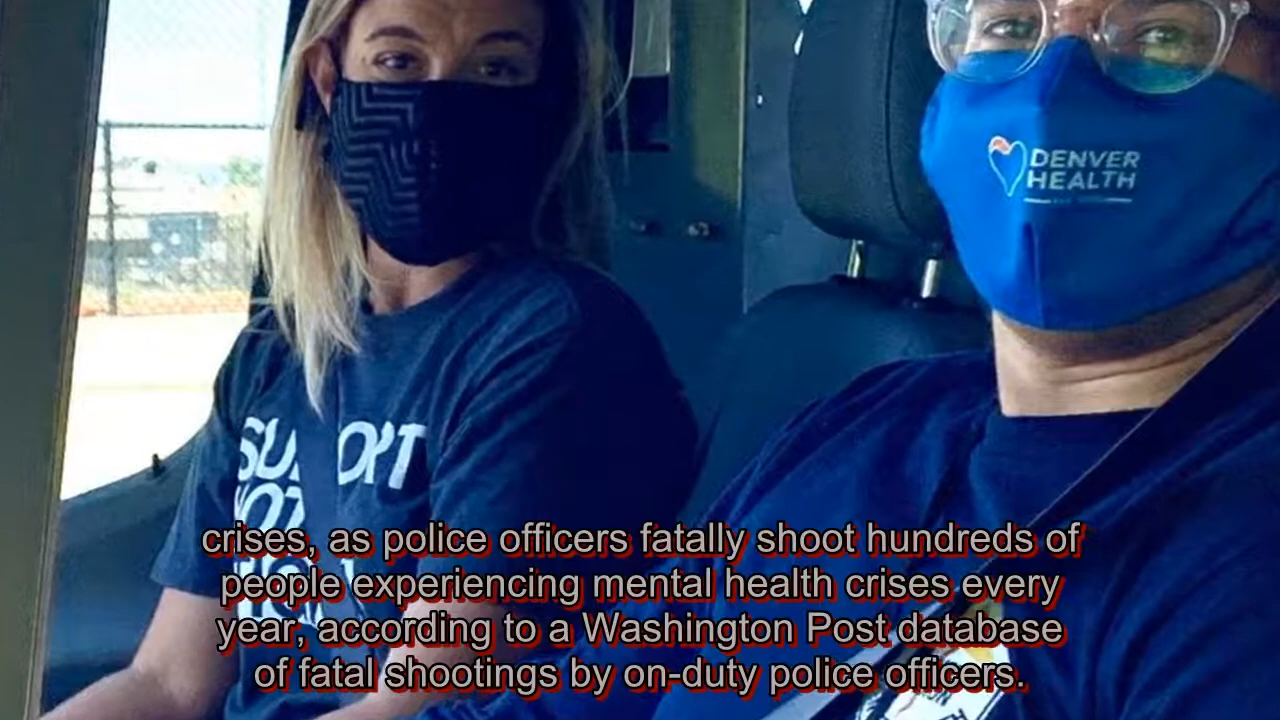 DENVER
HEALTH
crises, as police officers fatally shoot hundreds of
people experiencing mental health crises every
year, according to a Washington Post database
of fatal shootings by on-duty police officers.